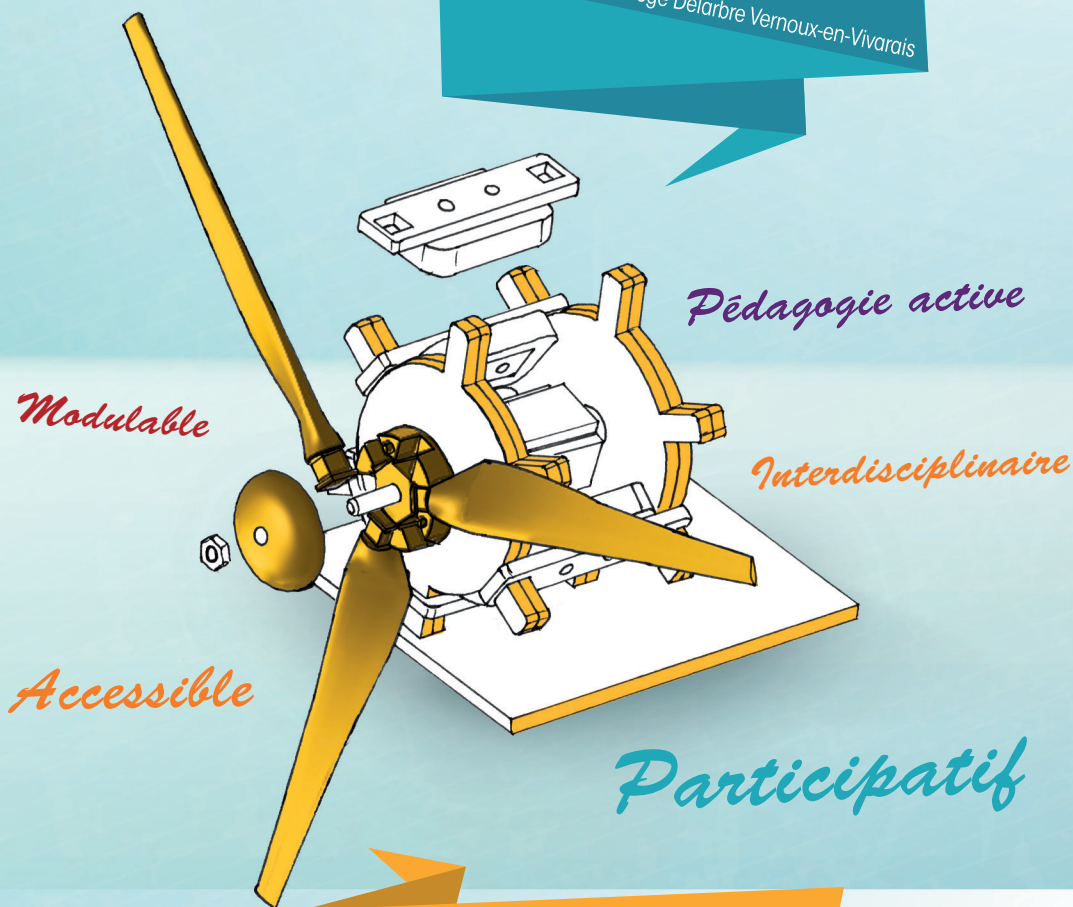 Delarbre Vernoux-en-Vivarais
Pédagogie active
Modulable
Interdisciplinaire
Accessible
Participatif